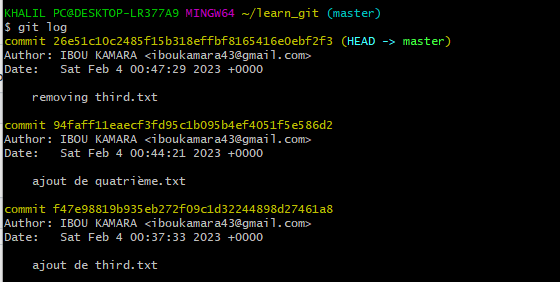 KHALIL PC@DESKTOP-LR377A9 MINGW64 ~/learn_git (master)
$ git log
commit 26e51c10c2485f15b318effbf8165416e0ebf2f3 (HEAD -> master)
Author: IBOU KAMARA <iboukamara43@gmail.com>
Date:   Sat Feb 4 00:47:29 2023 +0000
removing third.txt
commit 94faff11eaecf3fd95c1b095b4ef4051f5e586d2
Author: IBOU KAMARA <iboukamara43@gmail.com>
Date:   Sat Feb 4 00:44:21 2023 +0000
ajout de quatrième.txt
commit f47e98819b935eb272f09c1d32244898d27461a8
Author: IBOU KAMARA <iboukamara43@gmail.com>
Date:   Sat Feb 4 00:37:33 2023 +0000
ajout de third.txt